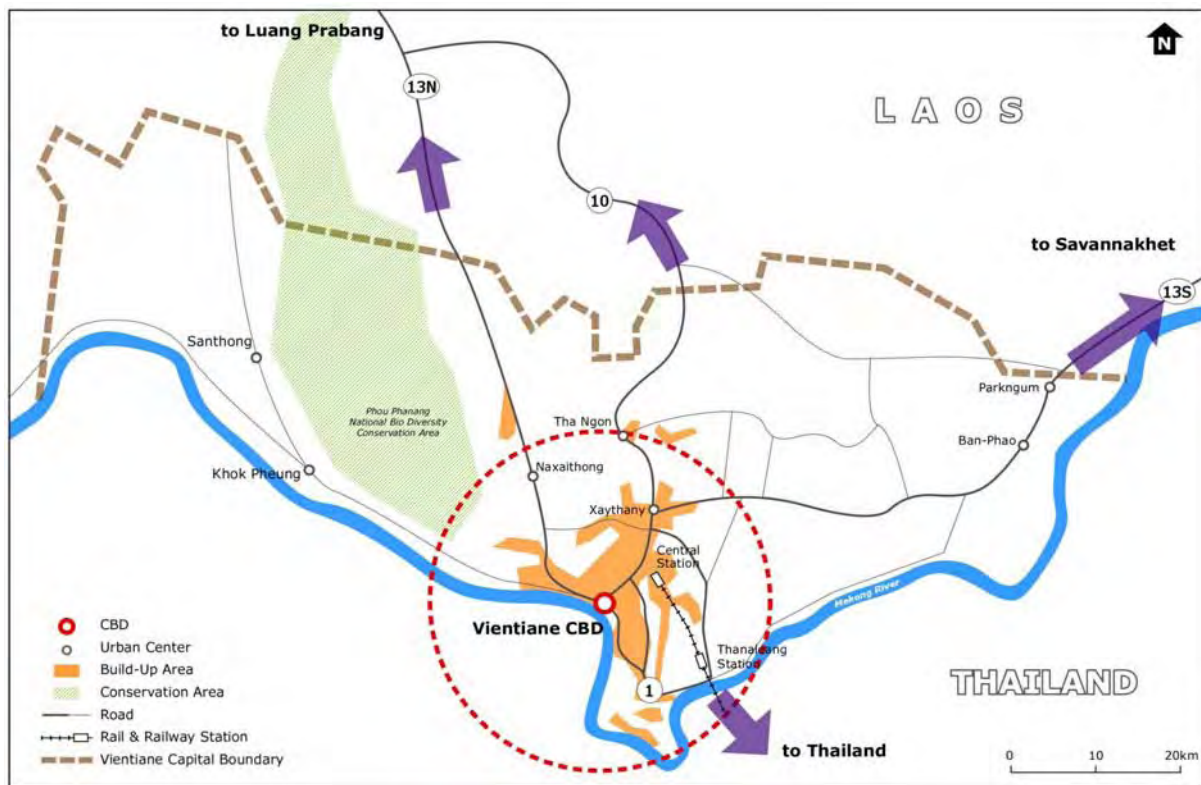 to Luang Prabang
N
13N
LAOS
10
to Savannakhet
13S
Santhong
Parkngum
Phou Phanang
National Bio Diversity
Conservation Area
Tha Ngon
Ban-Phao
Khok Pheung
Naxaithong
Xaythany
Central
Station
Mekong River
CBD
Vientiane CBD
Urban Center
Thanaleang
Station
Build-Up Area
THAILAND
Conservation Area
1
Road
Rail & Railway Station
to Thailand
Vientiane Capital Boundary
0 10 20km